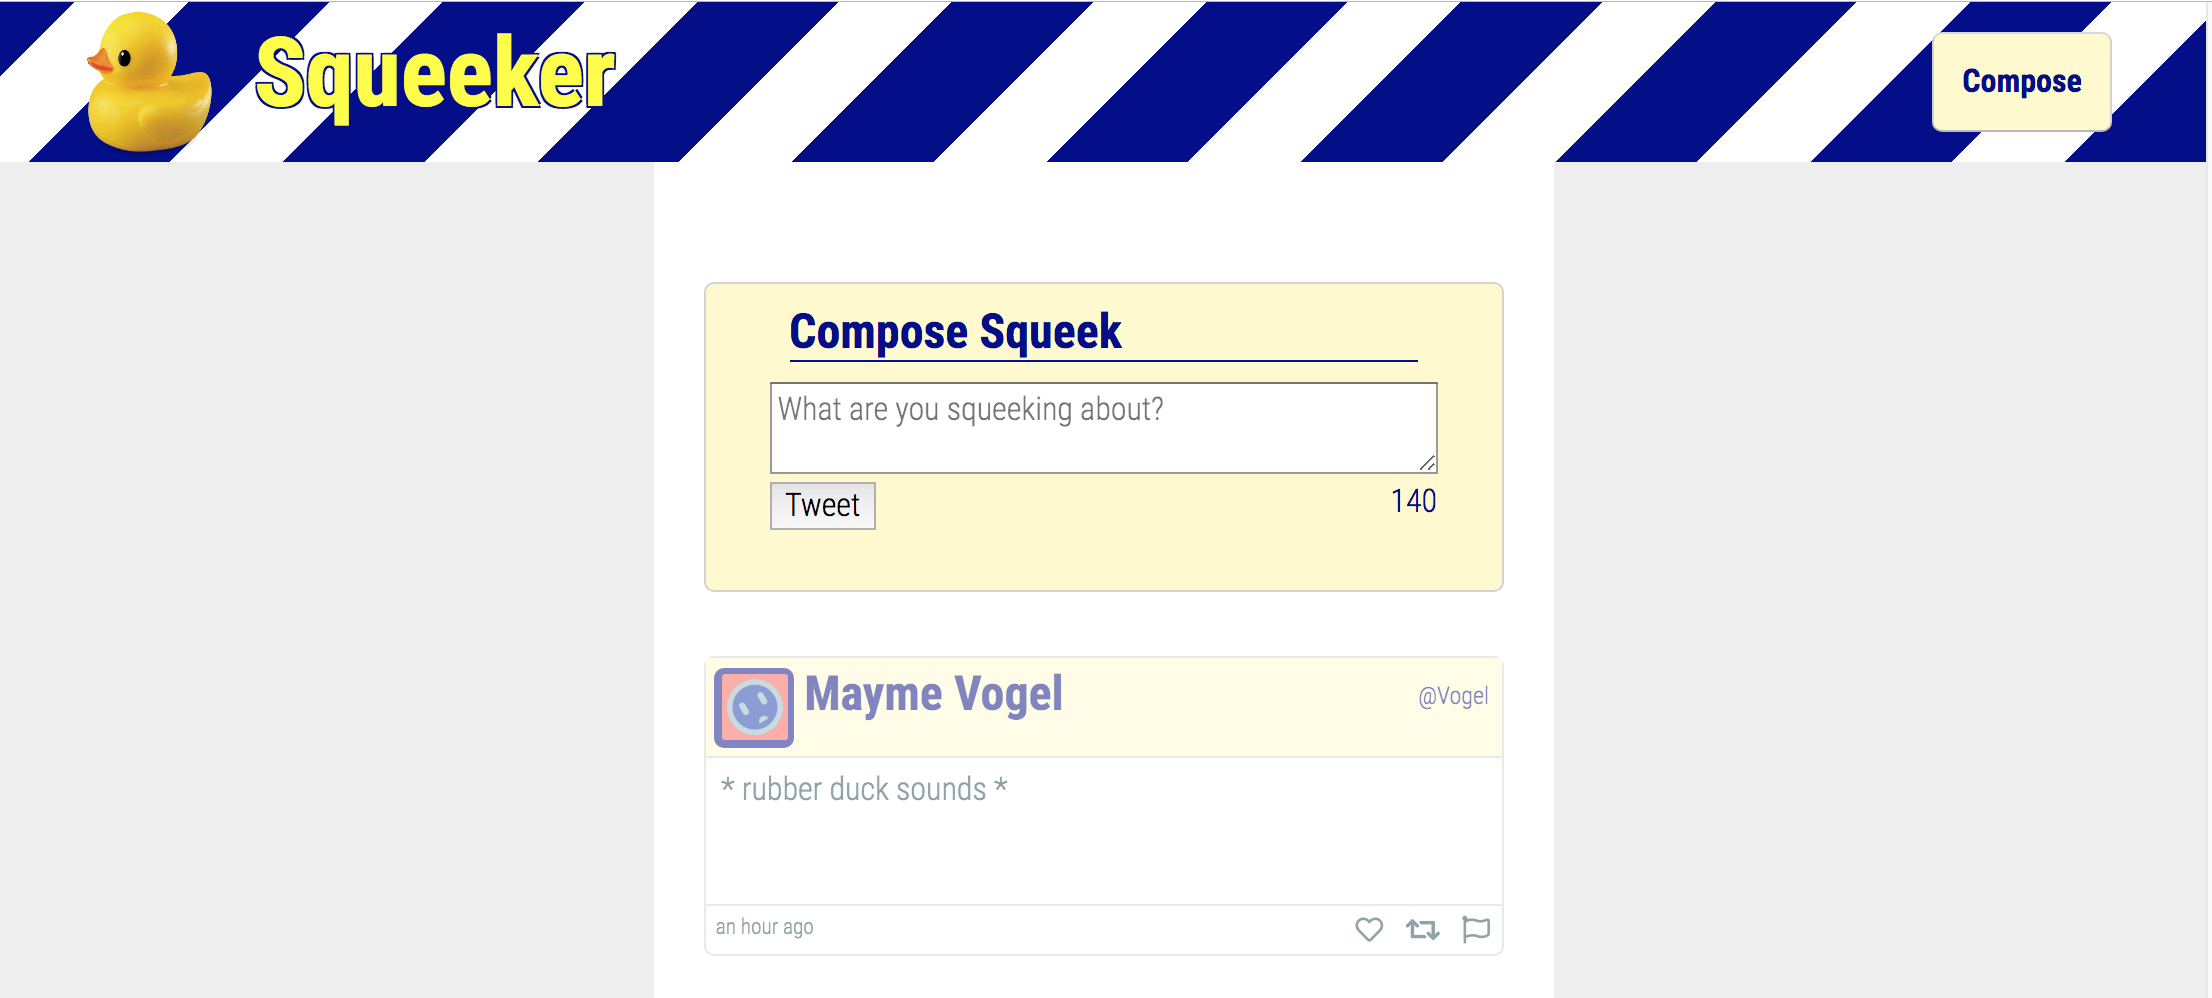 Squeeker
Compose
Compose Squeek
What are you squeeking about?
Tweet
140
Mayme Vogel
@Vogel
* rubber duck sounds *
an hour ago